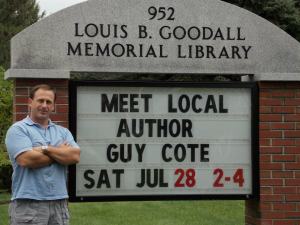 952
LOUIS B. GOODALL
MEMORIAL LIBRARY
MEET LOCAL
AUTHOR
GUY COTE
SAT JUL 28 2-4